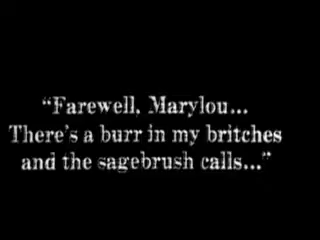 “Farewell, Marylou...
There's a burr in my britches
and the sagebrush calls...”